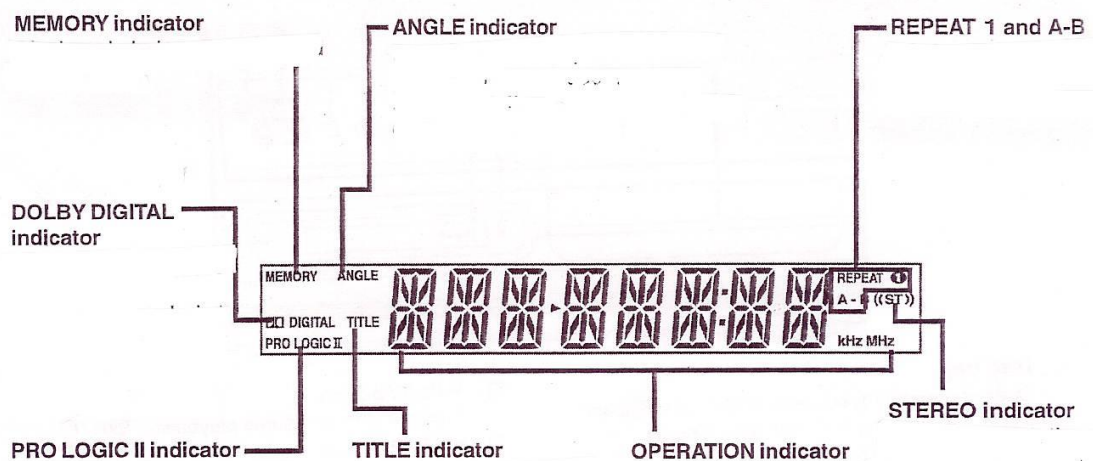 MEMORY indicator
ANGLE indicator
REPEAT 1 and A-B
DOLBY DIGITAL
indicator
MEMORY ANGLE
REPEAT 1
A - B ((ST))
DIGITAL TITLE
PRO LOGIC II
kHz MHz
STEREO indicator
PRO LOGIC II indicator
TITLE indicator
OPERATION indicator